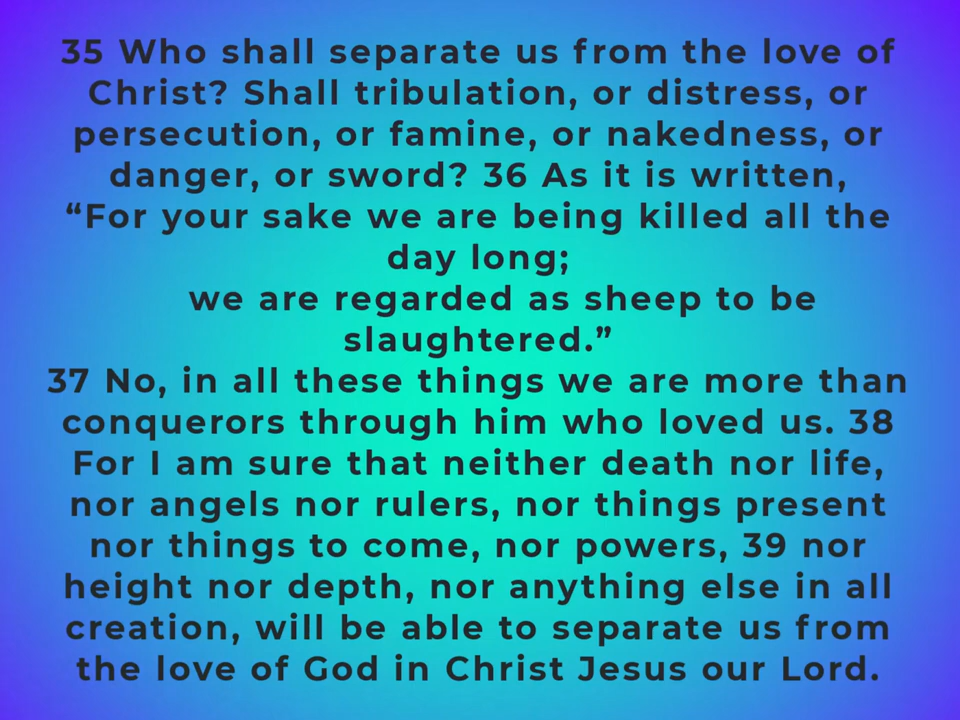 35 Who shall separate us from the love of
Christ? Shall tribulation, or distress, or
persecution, or famine, or nakedness, or
danger, or sword? 36 As it is written,
“For your sake we are being killed all the
day long;
we are regarded as sheep to be
slaughtered.”
37 No, in all these things we are more than
conquerors through him who loved us. 38
For I am sure that neither death nor life,
nor angels nor rulers, nor things present
nor things to come, nor powers, 39 nor
height nor depth, nor anything else in all
creation, will be able to separate us from
the love of God in Christ Jesus our Lord.